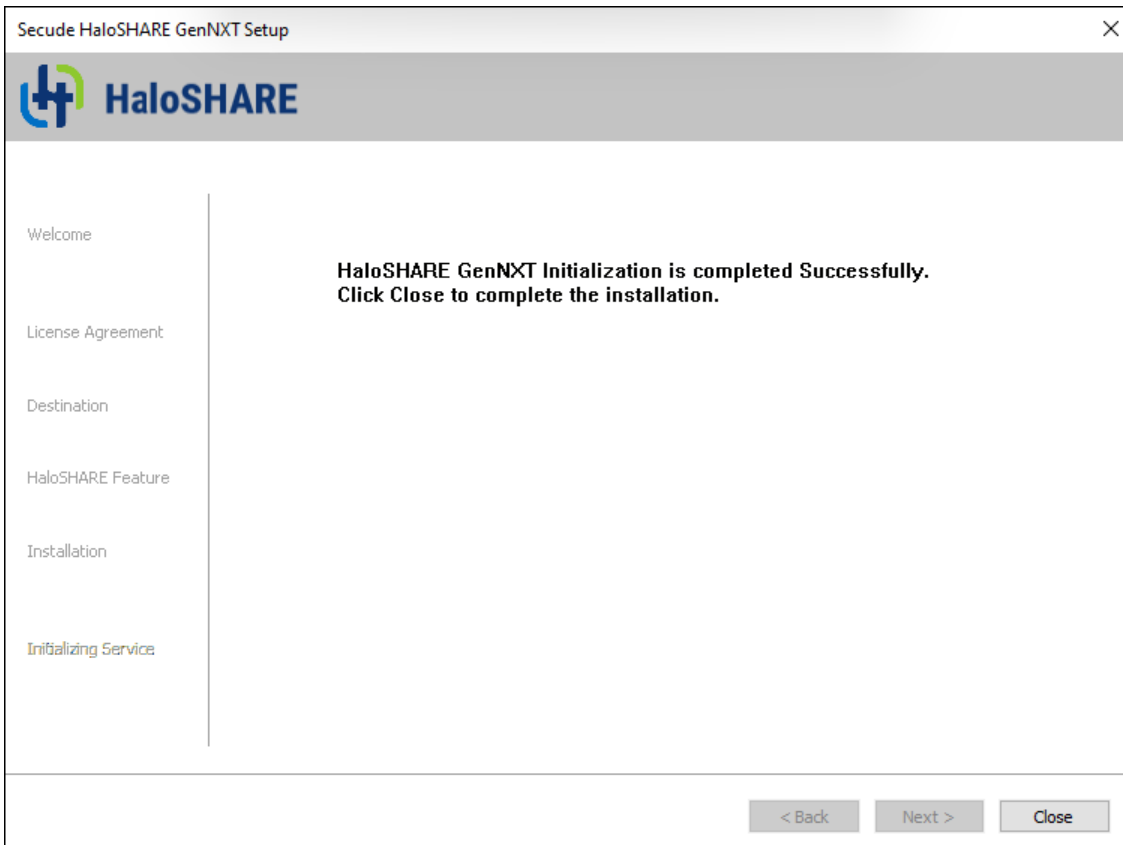 Secude HaloSHARE GenNXT Setup
HaloSHARE
Welcome
License Agreement
Destination
HaloSHARE Feature
Installation
Initializing Service
HaloSHARE GenNXT Initialization is completed Successfully.
Click Close to complete the installation.
< Back
Next >
Close